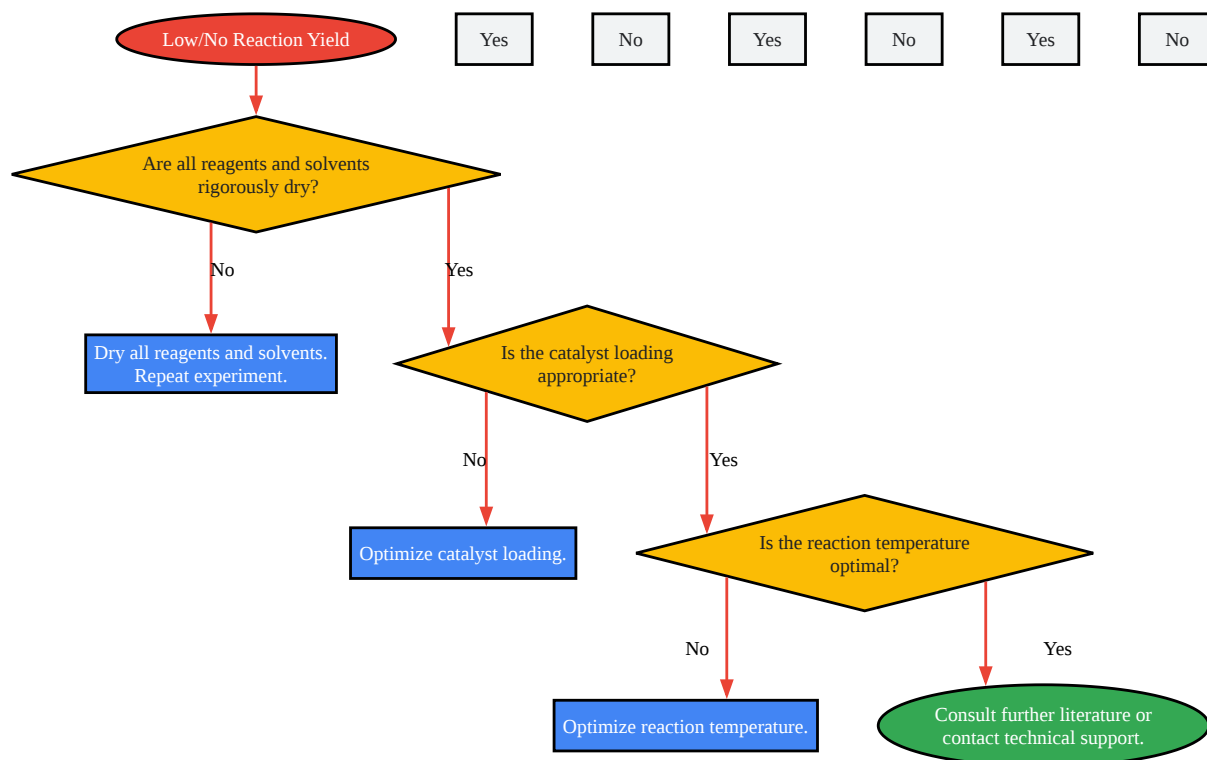 Low/No Reaction Yield
Yes
No
Yes
No
Yes
No
Are all reagents and solvents
rigorously dry?
No
Yes
Dry all reagents and solvents.
Repeat experiment.
Is the catalyst loading
appropriate?
No
Yes
Optimize catalyst loading.
Is the reaction temperature
optimal?
No
Yes
Optimize reaction temperature.
Consult further literature or
contact technical support.